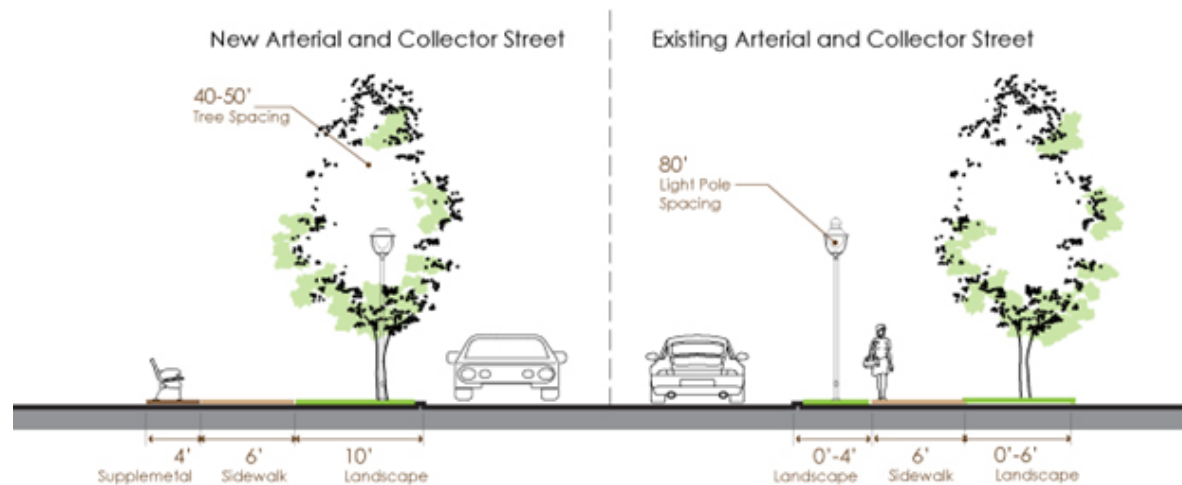 New Arterial and Collector Street
Existing Arterial and Collector Street
40-50'
Tree Spacing
80'
Light Pole
Spacing
4'
Supplemetal
6'
Sidewalk
10'
Landscape
0'-4'
Landscape
6'
Sidewalk
0'-6'
Landscape